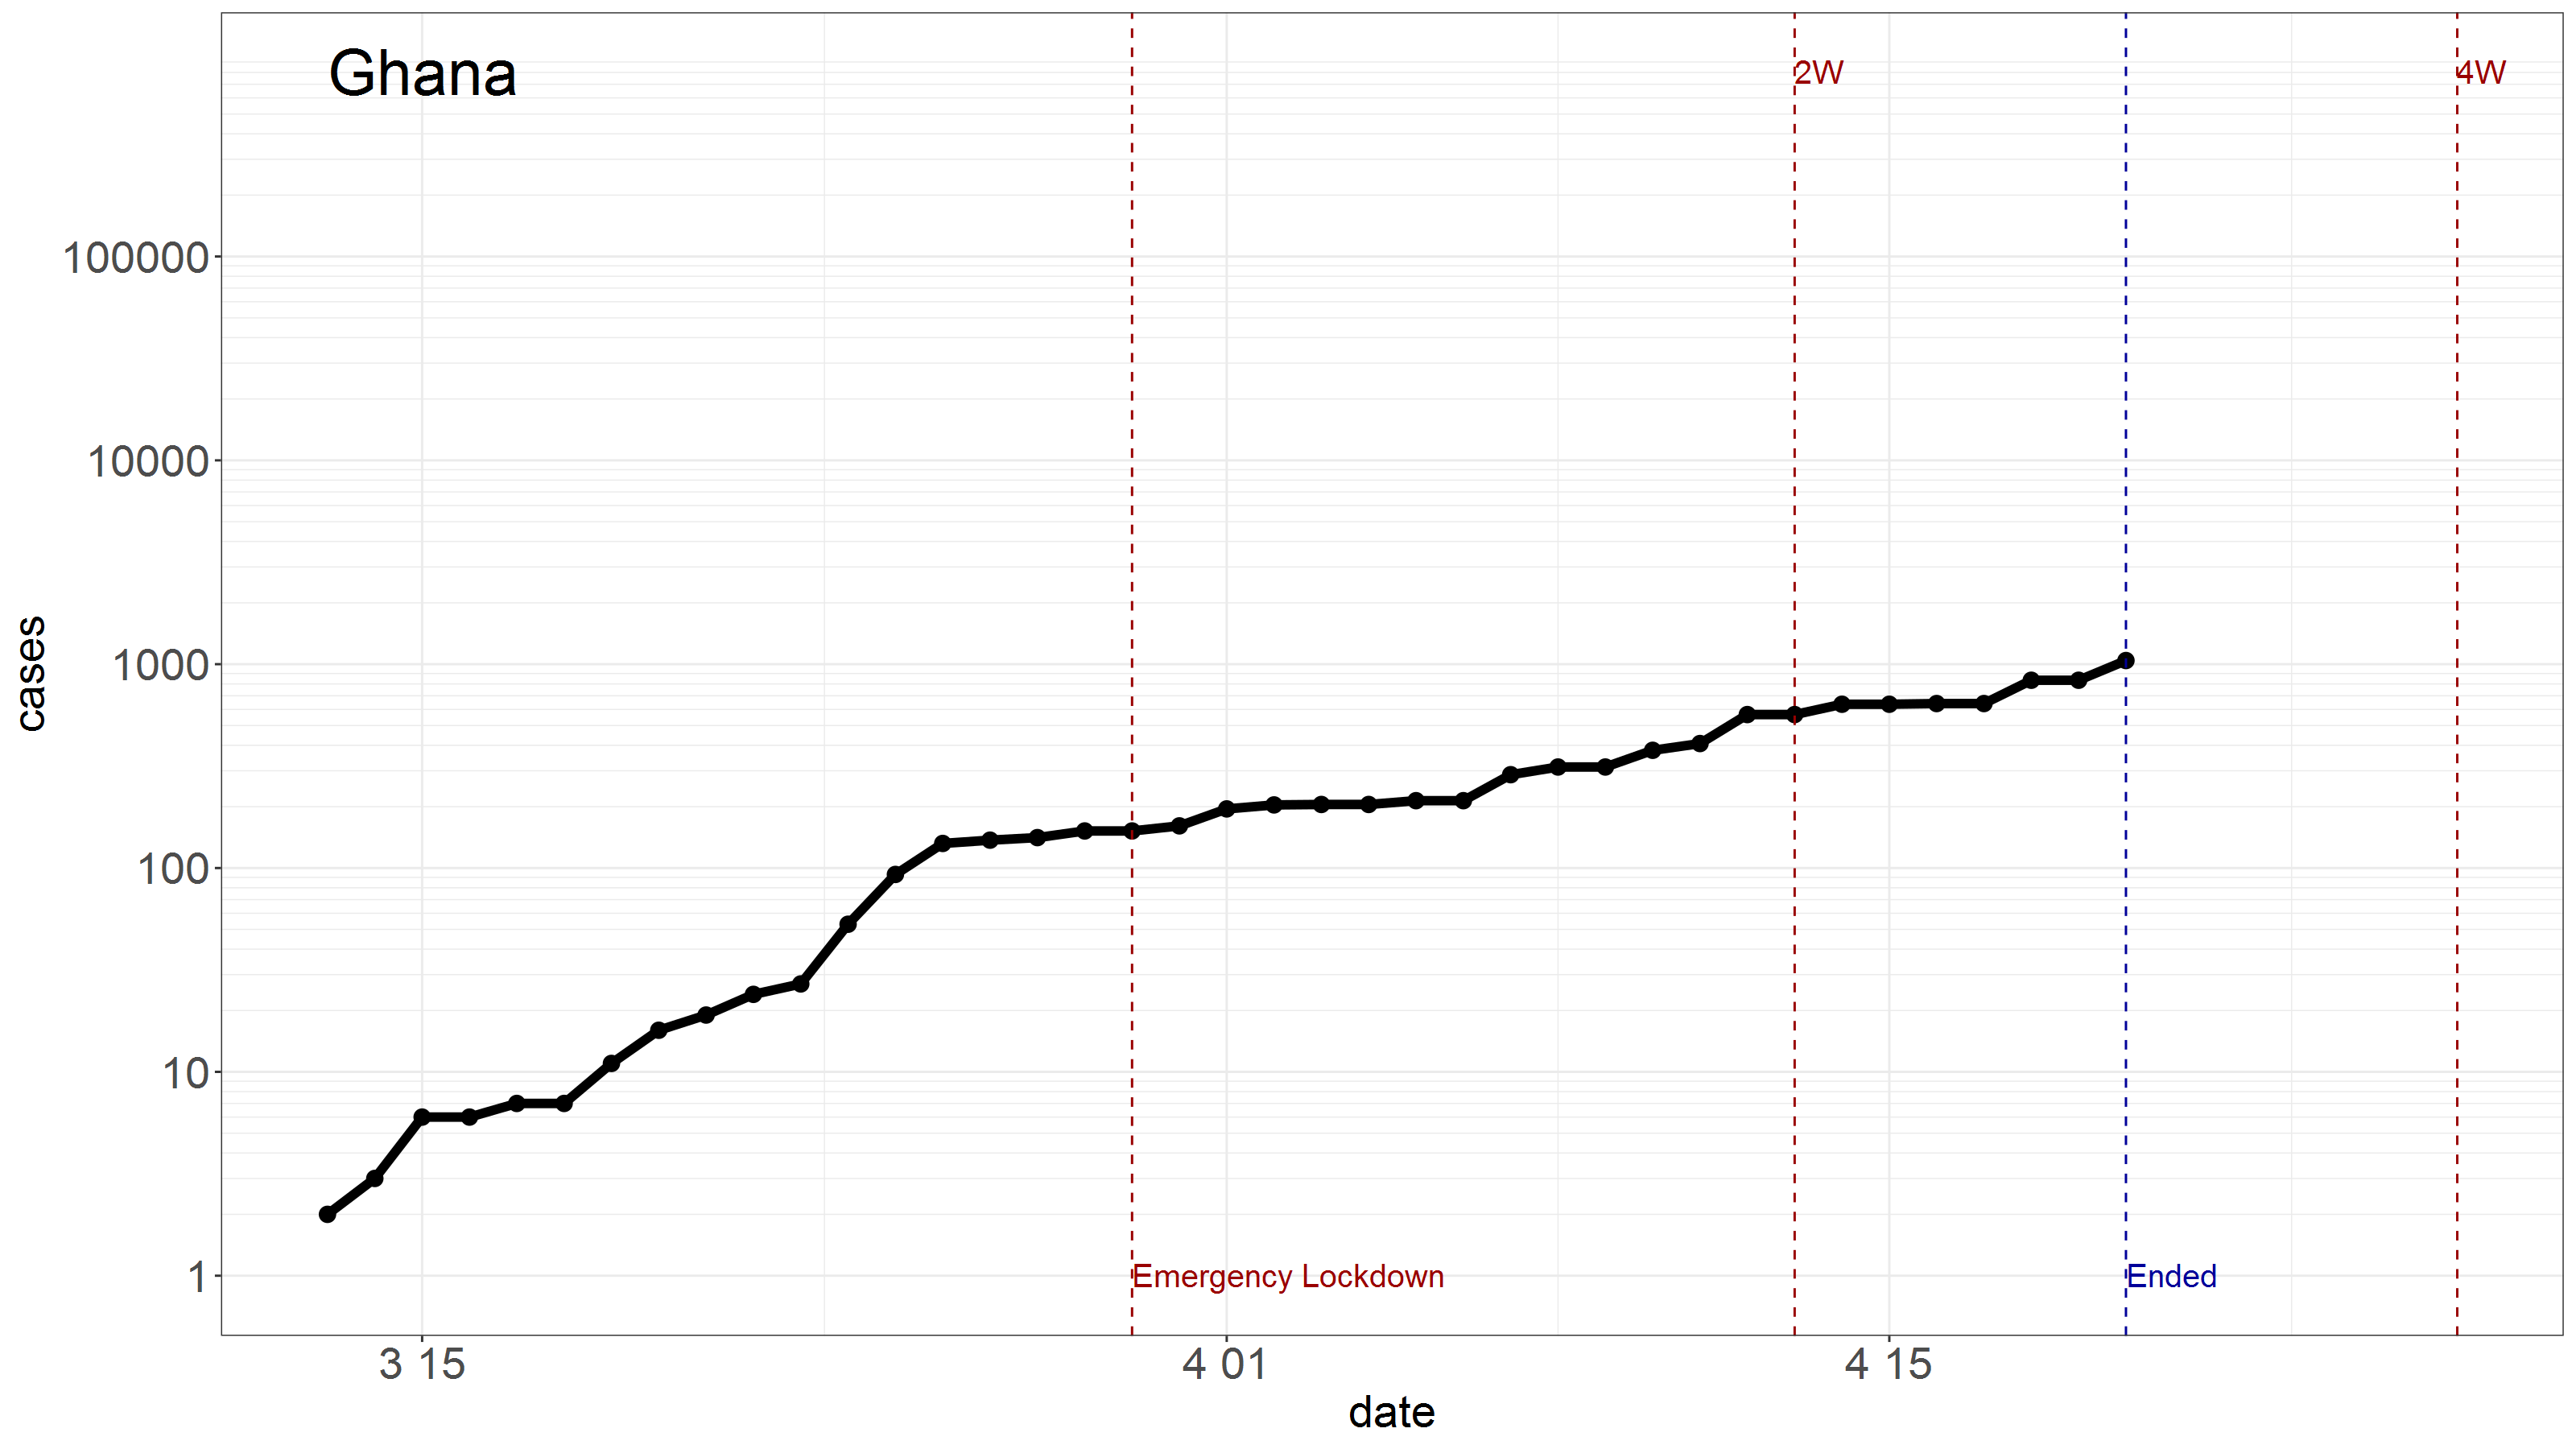 Ghana
2W
4W
100000
10000
1000
100
10
1
cases
Emergency Lockdown
Ended
3 15
4 01
4 15
date